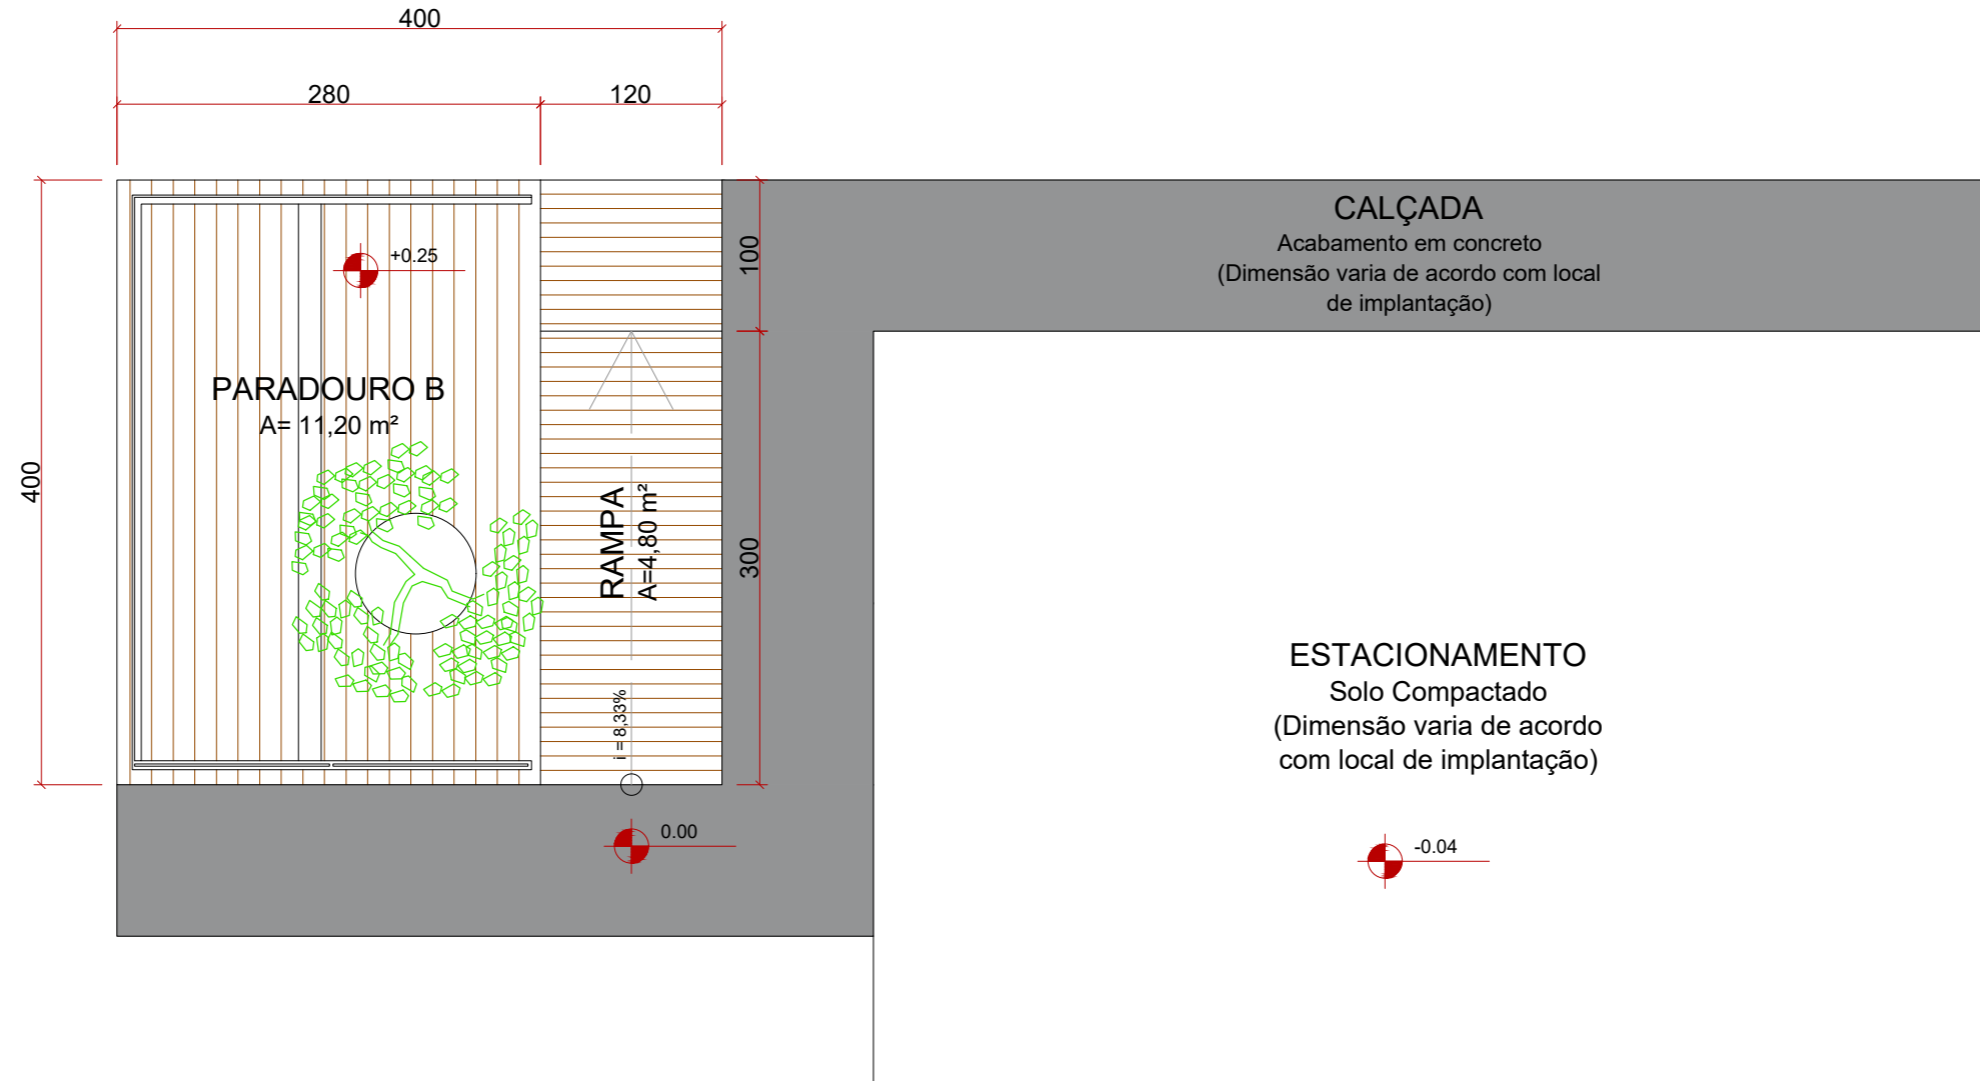 400
280
120
CALÇADA
Acabamento em concreto
(Dimensão varia de acordo com local
de implantação)
100
+0.25
PARADOURO B
A= 11,20 m²
400
RAMPA
A=4,80 m²
300
i = 8,33%
ESTACIONAMENTO
Solo Compactado
(Dimensão varia de acordo
com local de implantação)
0.00
-0.04